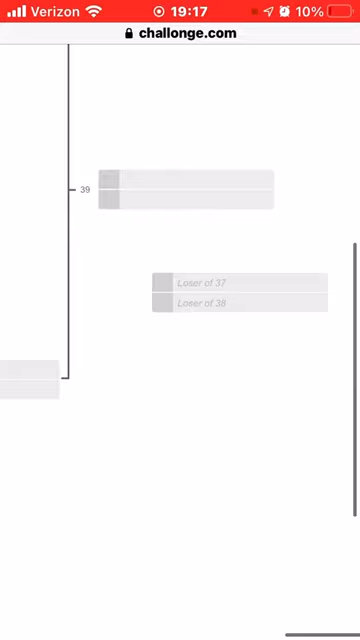 Verizon 19:17 10%
challonge.com
39
Loser of 37
Loser of 38